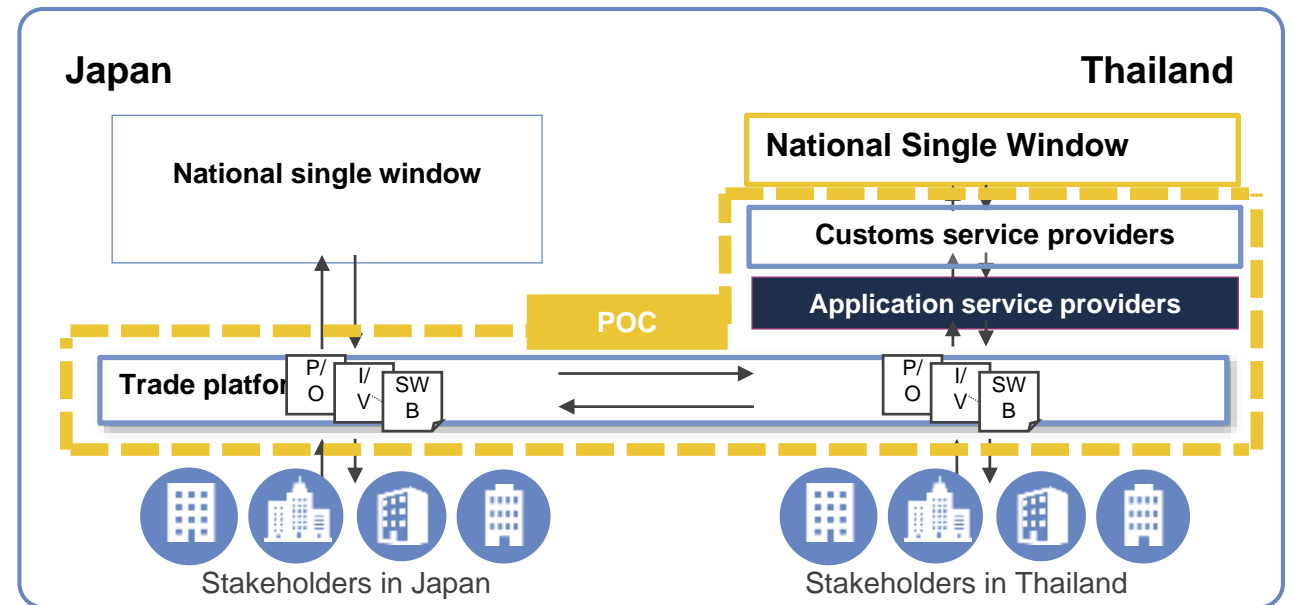 Japan
Thailand
National single window
National Single Window
Customs service providers
Application service providers
POC
Trade platfor
P/
O
I/
V
SW
B
P/
O
I/
V
SW
B
Stakeholders in Japan
Stakeholders in Thailand